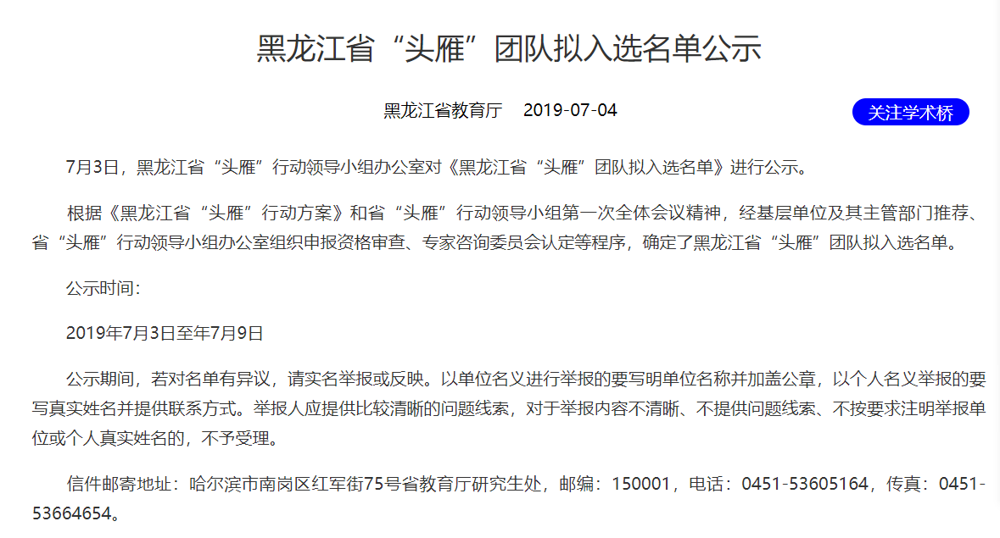 黑龙江省“头雁”团队拟入选名单公示
黑龙江省教育厅 2019-07-04
关注学术桥
7月3日，黑龙江省“头雁”行动领导小组办公室对《黑龙江省“头雁”团队拟入选名单》进行公示。
根据《黑龙江省“头雁”行动方案》和省“头雁”行动领导小组第一次全体会议精神，经基层单位及其主管部门推荐、
省“头雁”行动领导小组办公室组织申报资格审查、专家咨询委员会认定等程序，确定了黑龙江省“头雁”团队拟入选名单。
公示时间：
2019年7月3日至年7月9日
公示期间，若对名单有异议，请实名举报或反映。以单位名义进行举报的要写明单位名称并加盖公章，以个人名义举报的要
写真实姓名并提供联系方式。举报人应提供比较清晰的问题线索，对于举报内容不清晰、不提供问题线索、不按要求注明举报单
位或个人真实姓名的，不予受理。
信件邮寄地址：哈尔滨市南岗区红军街75号省教育厅研究生处，邮编：150001，电话：0451-53605164，传真：0451-
53664654。